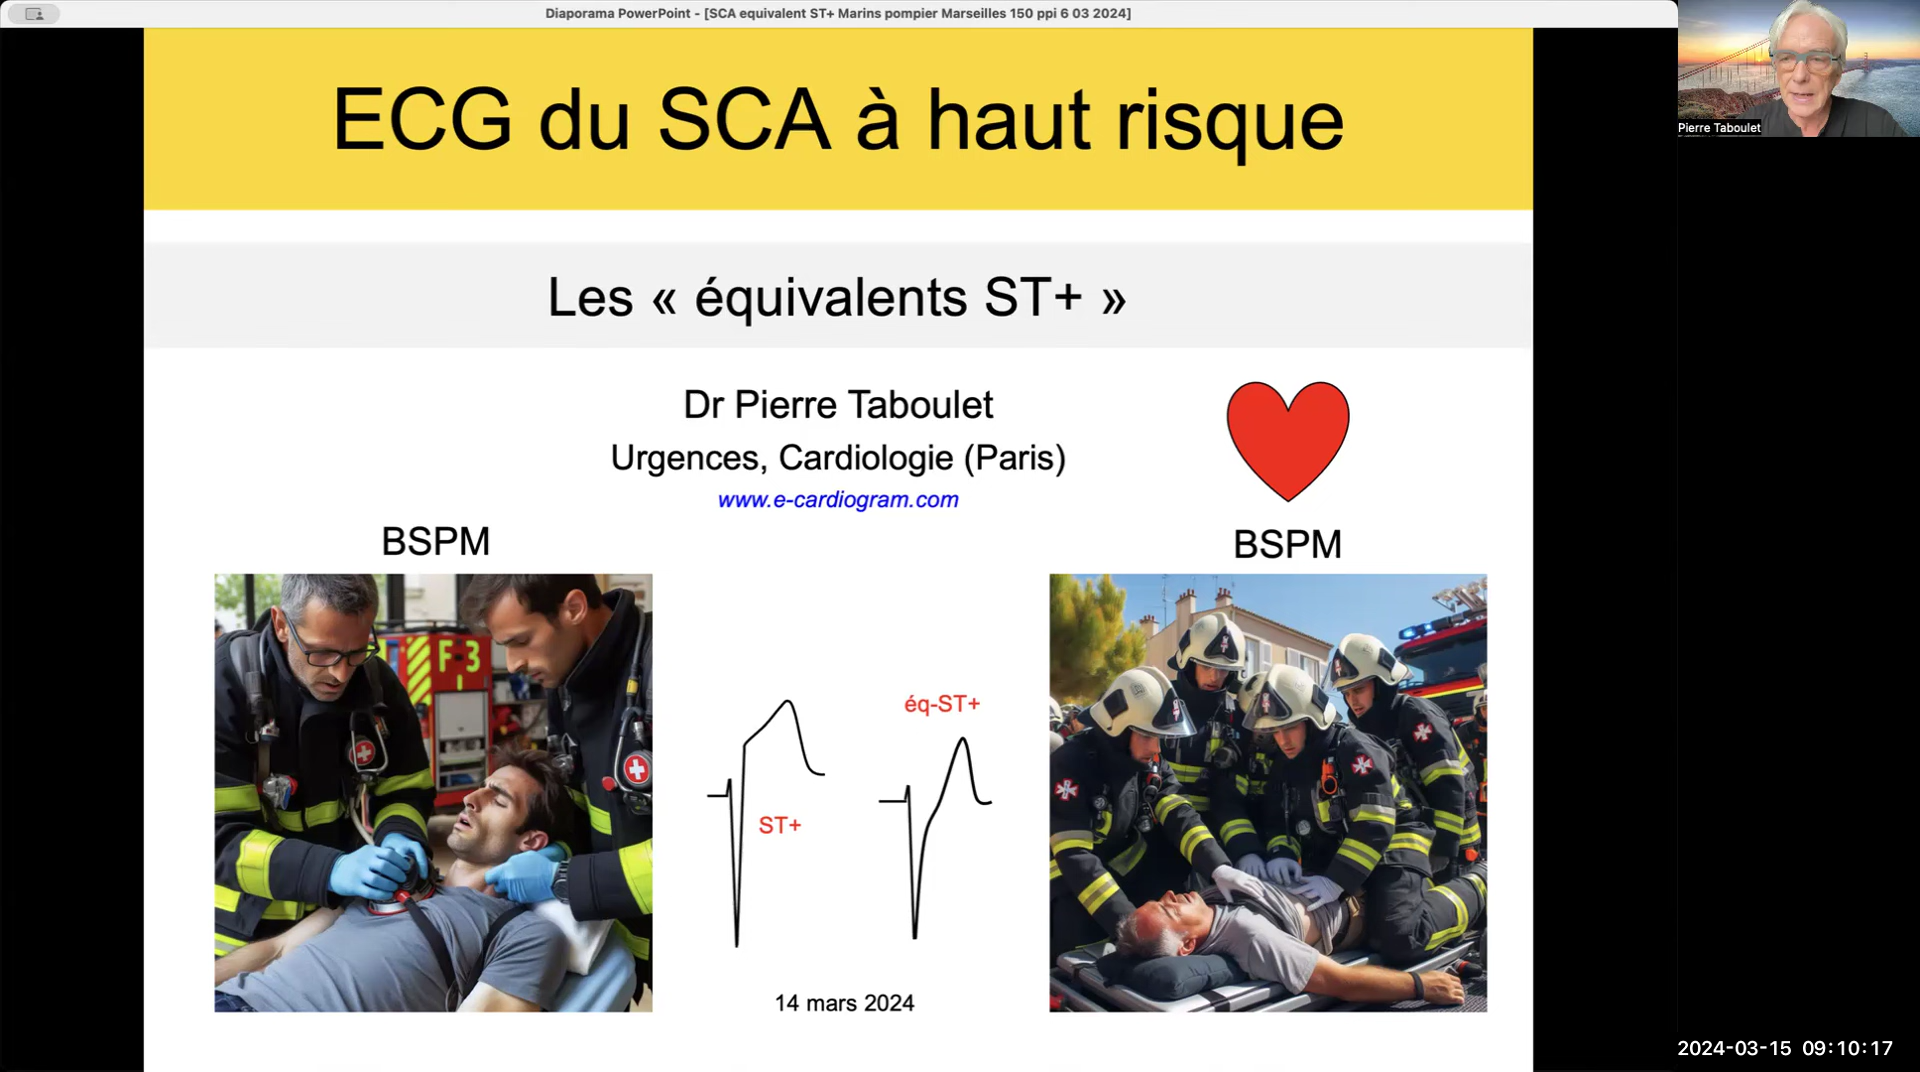 Diaporama PowerPoint - [SCA equivalent ST+ Marins pompier Marseilles 150 ppi 6 03 2024]
ECG du SCA à haut risque
Les « équivalents ST+ »
Dr Pierre Taboulet
Urgences, Cardiologie (Paris)
www.e-cardiogram.com
BSPM
BSPM
F-3
éq-ST+
ST+
14 mars 2024
Pierre Taboulet
2024-03-15 09:10:17